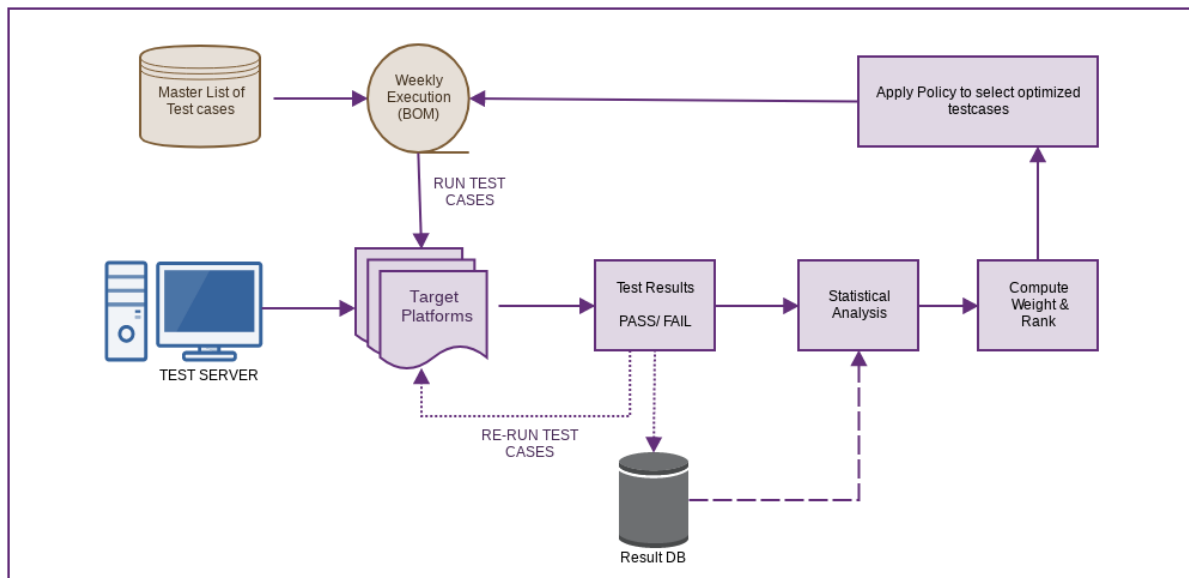 Master List of
Test cases
Weekly
Execution
(BOM)
Apply Policy to select optimized
testcases
RUN TEST
CASES
TEST SERVER
Target
Platforms
Test Results
PASS/ FAIL
Statistical
Analysis
Compute
Weight &
Rank
RE-RUN TEST
CASES
Result DB